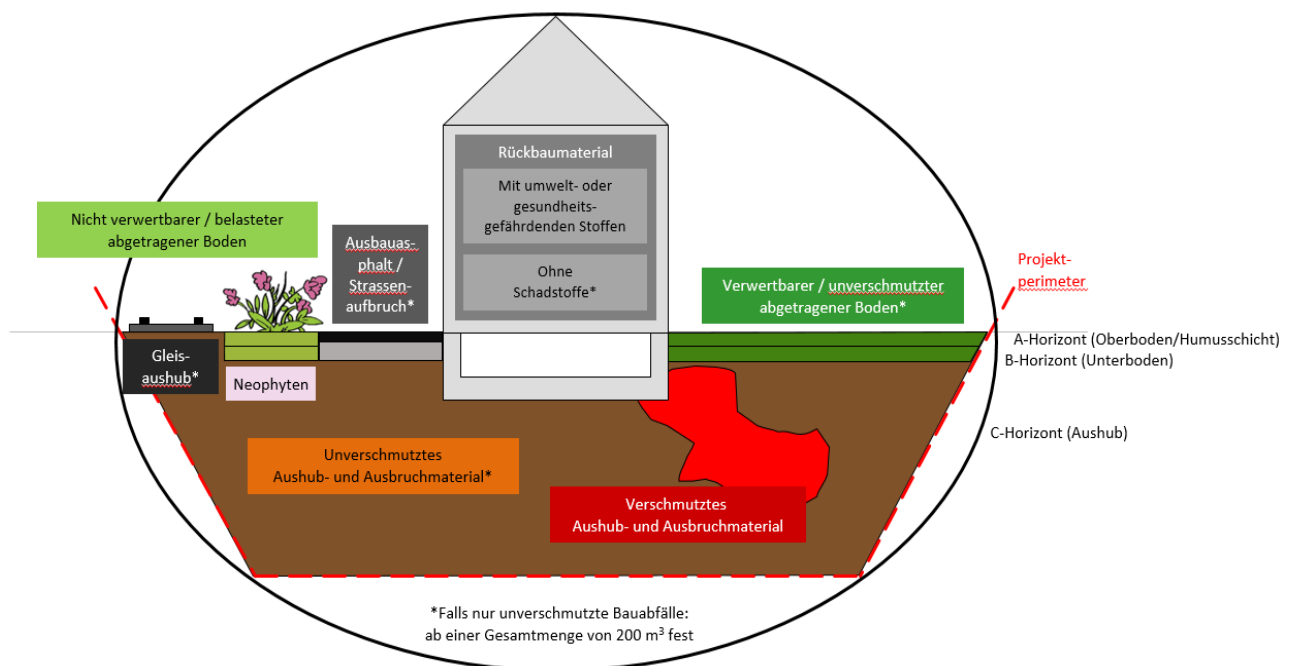 Rückbaumaterial
Mit umwelt- oder
gesundheits-
gefährdenden Stoffen
Ohne
Schadstoffe*
Nicht verwertbarer / belasteter
abgetragener Boden
Ausbauas-
phalt /
Strassen-
aufbruch*
Verwertbarer / unverschmutzter
abgetragener Boden*
Projekt-
perimeter
A-Horizont (Oberboden/Humusschicht)
B-Horizont (Unterboden)
Gleis-
aushub*
Neophyten
C-Horizont (Aushub)
Unverschmutztes
Aushub- und Ausbruchmaterial*
Verschmutztes
Aushub- und Ausbruchmaterial
*Falls nur unverschmutzte Bauabfälle:
ab einer Gesamtmenge von 200 m³ fest